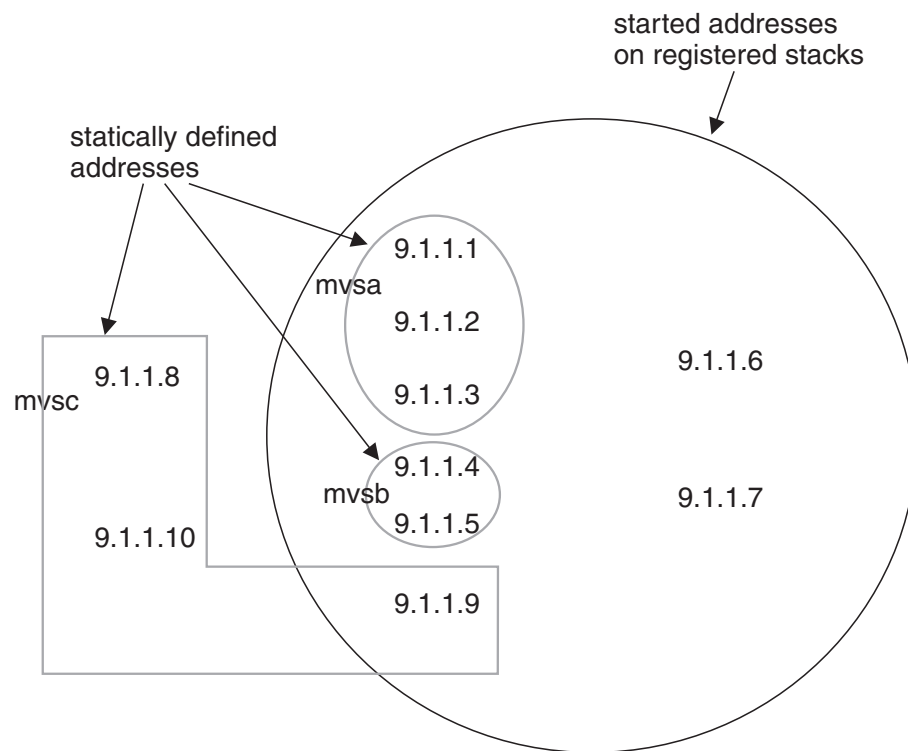 started addresses
on registered stacks
statically defined
addresses
9.1.1.1
mvsa
9.1.1.2
9.1.1.3
9.1.1.6
9.1.1.8
mvsc
9.1.1.4
mvsb
9.1.1.5
9.1.1.7
9.1.1.10
9.1.1.9